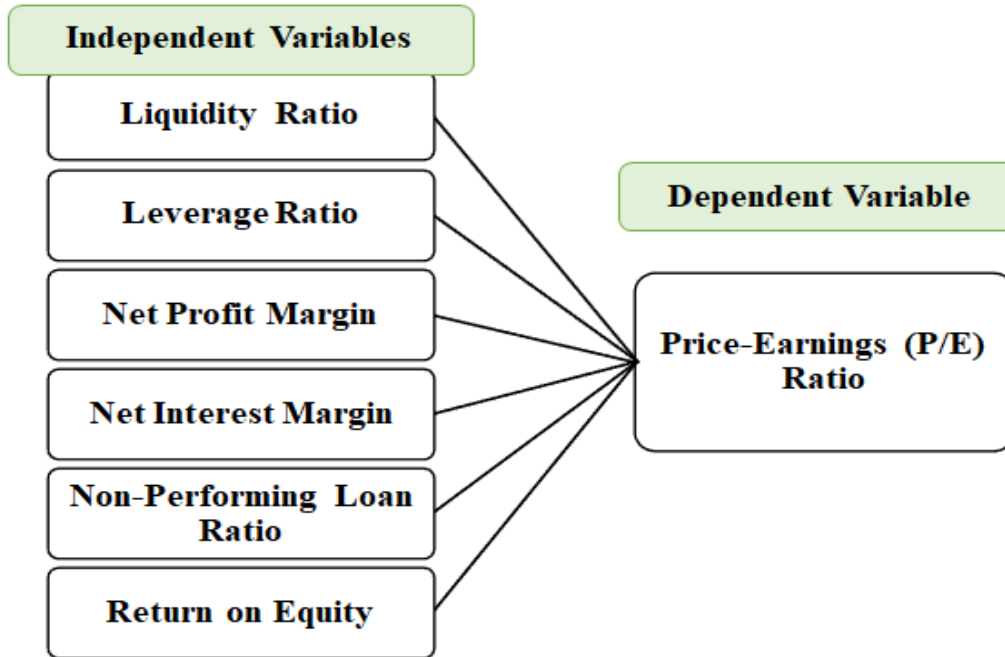 Independent Variables
Liquidity Ratio
Leverage Ratio
Net Profit Margin
Net Interest Margin
Non-Performing Loan
Ratio
Return on Equity
Dependent Variable
Price-Earnings (P/E)
Ratio